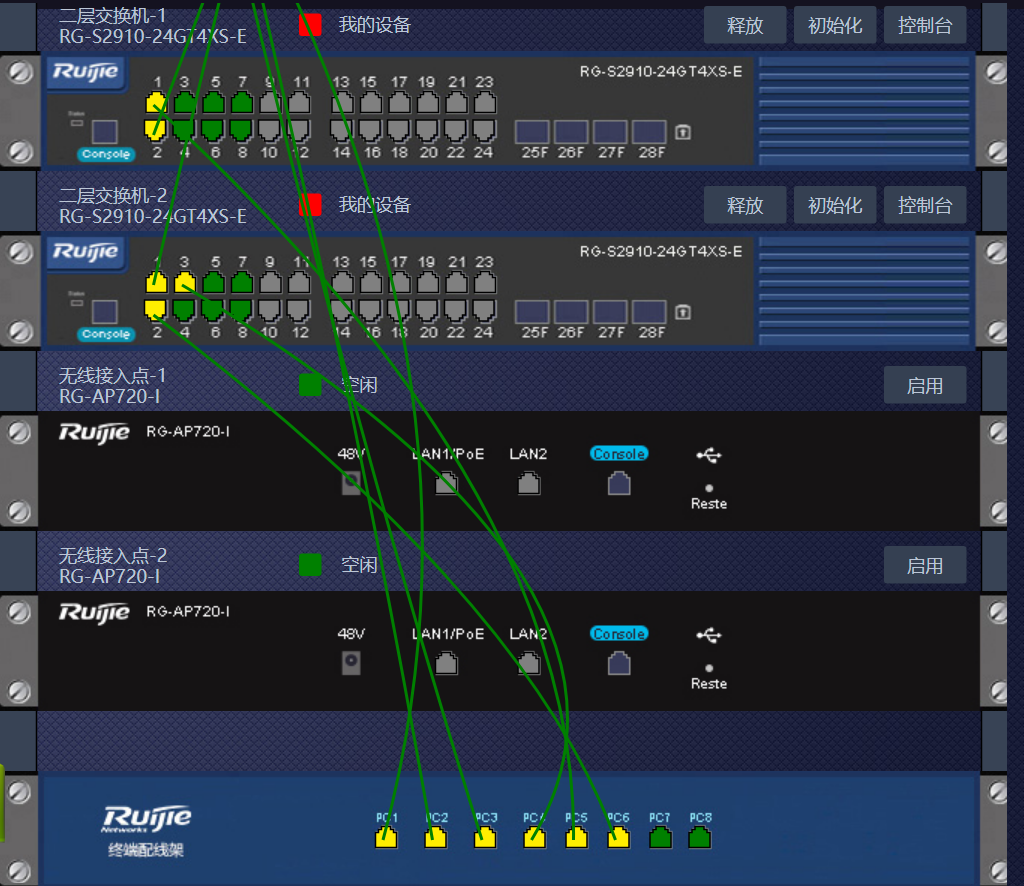 二层交换机-1
RG-S2910-24GT4XS-E
我的设备
释放 初始化 控制台
Ruijie
RG-S2910-24GT4XS-E
1 3 5 7 9 11 13 15 17 19 21 23
Console
2 4 6 8 10 12 14 16 18 20 22 24 25F 26F 27F 28F
二层交换机-2
RG-S2910-24GT4XS-E
我的设备
释放 初始化 控制台
Ruijie
RG-S2910-24GT4XS-E
1 3 5 7 9 11 13 15 17 19 21 23
Console
2 4 6 8 10 12 14 16 18 20 22 24 25F 26F 27F 28F
无线接入点-1
RG-AP720-I
空闲
启用
Ruijie RG-AP720-I
48V LAN1/PoE LAN2 Console
Reste
无线接入点-2
RG-AP720-I
空闲
启用
Ruijie RG-AP720-I
48V LAN1/PoE LAN2 Console
Reste
Ruijie
Networks
终端配线架
PC1 PC2 PC3 PC4 PC5 PC6 PC7 PC8